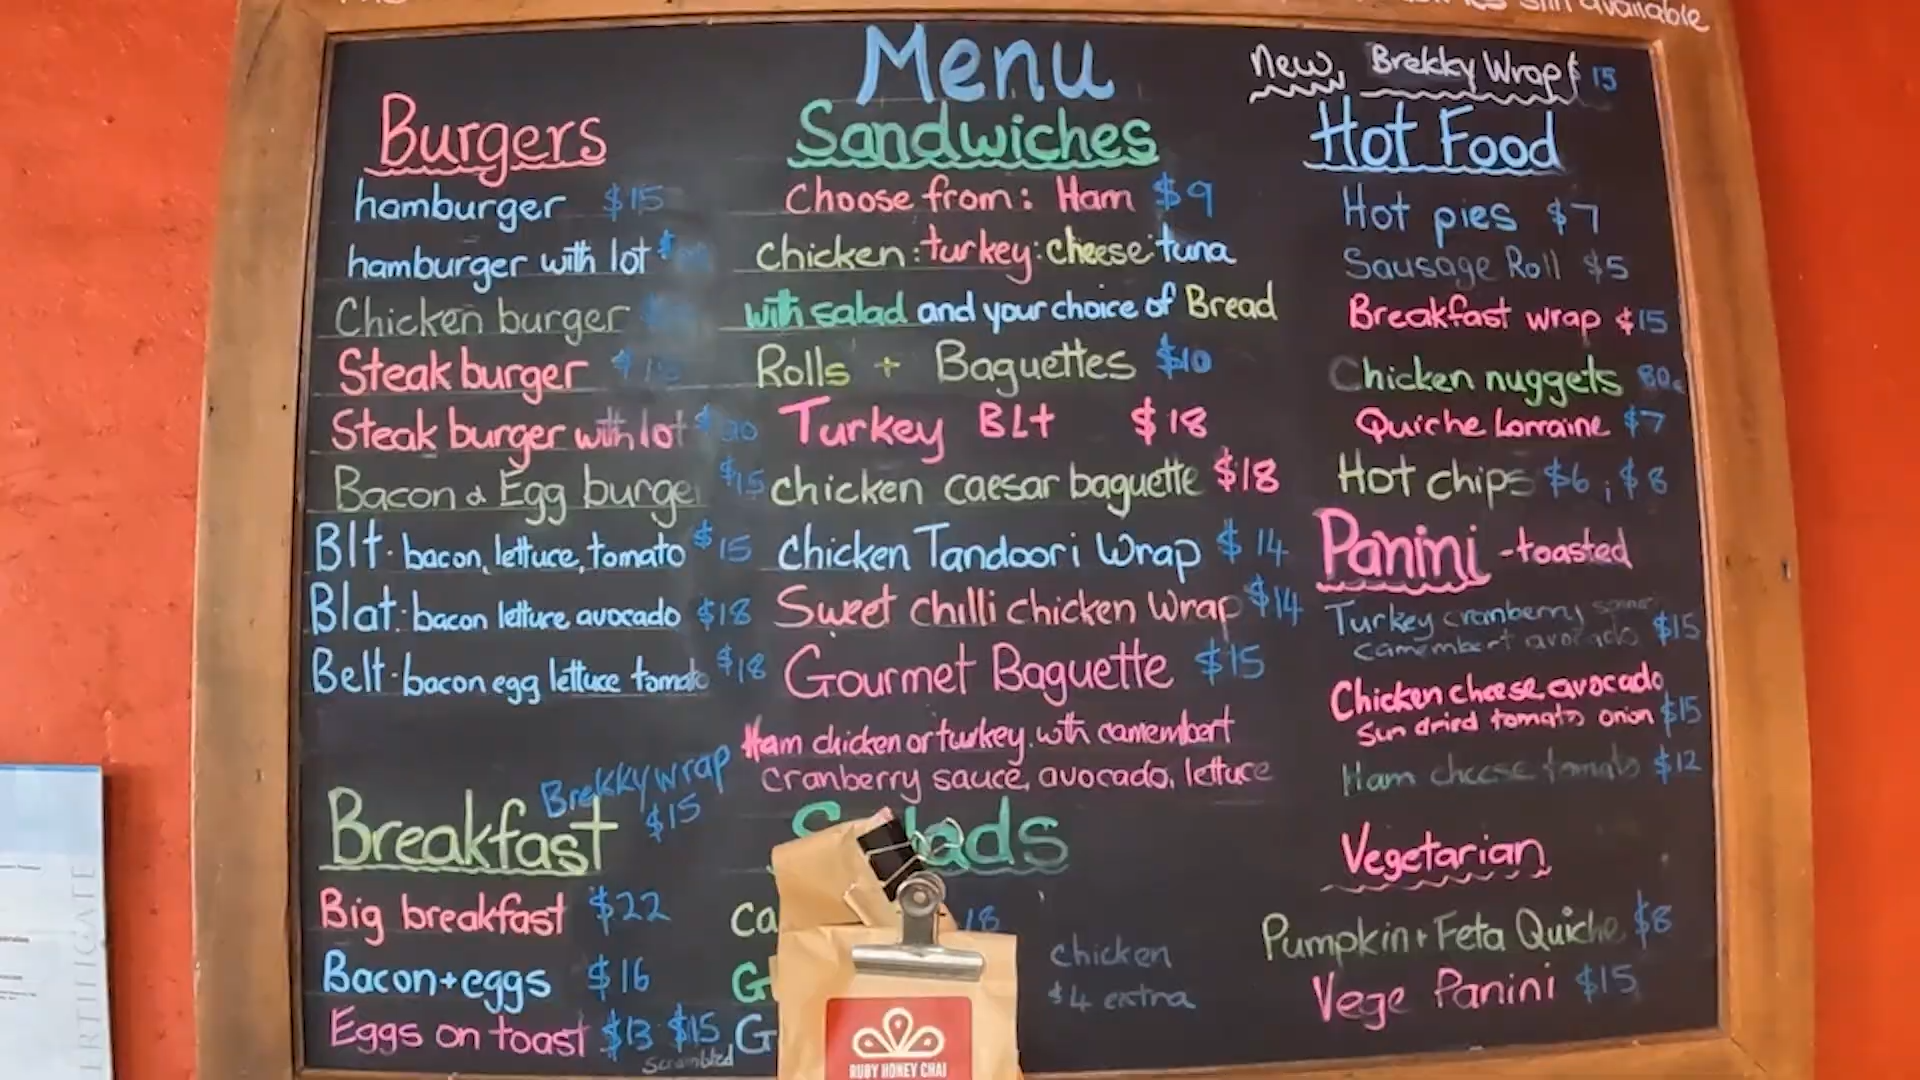 still available
Menu
New Brekky Wrap $15
Burgers
hamburger $15
hamburger with lot
Chicken burger
Steak burger
Steak burger with lot $20
Bacon & Egg burger $15
Blt. bacon, lettuce, tomato $15
Blat. bacon letture avocado $18
Belt. bacon egg lettuce tomato $18
Breakfast
Brekky wrap
$15
Big breakfast $22
Bacon + eggs $16
Eggs on toast $13 $15
Scrambled
Sandwiches
Choose from: Ham $9
Chicken: turkey: cheese tuna
with salad and your choice of Bread
Rolls + Baguettes $10
Turkey BLt $18
chicken caesar baguette $18
Chicken Tandoori Wrap $14
Sweet chilli chicken Wrap $14
Gourmet Baguette $15
Ham chicken or turkey. with camembert
Cranberry sauce, avocado, lettuce
Salads
18
Chicken
$4 extra
Hot Food
Hot pies $7
Sausage Roll $5
Breakfast wrap $15
Chicken nuggets 80c
Quiche Lorraine $7
Hot chips $6 ; $8
Panini - toasted
Turkey cranberry
camembert avocado $15
Chicken cheese avocado
Sun dried tomato onion $15
Ham cheese tomato $12
Vegetarian
Pumpkin + Feta Quiche $8
Vege Panini $15
RUBY HONEY CHAI